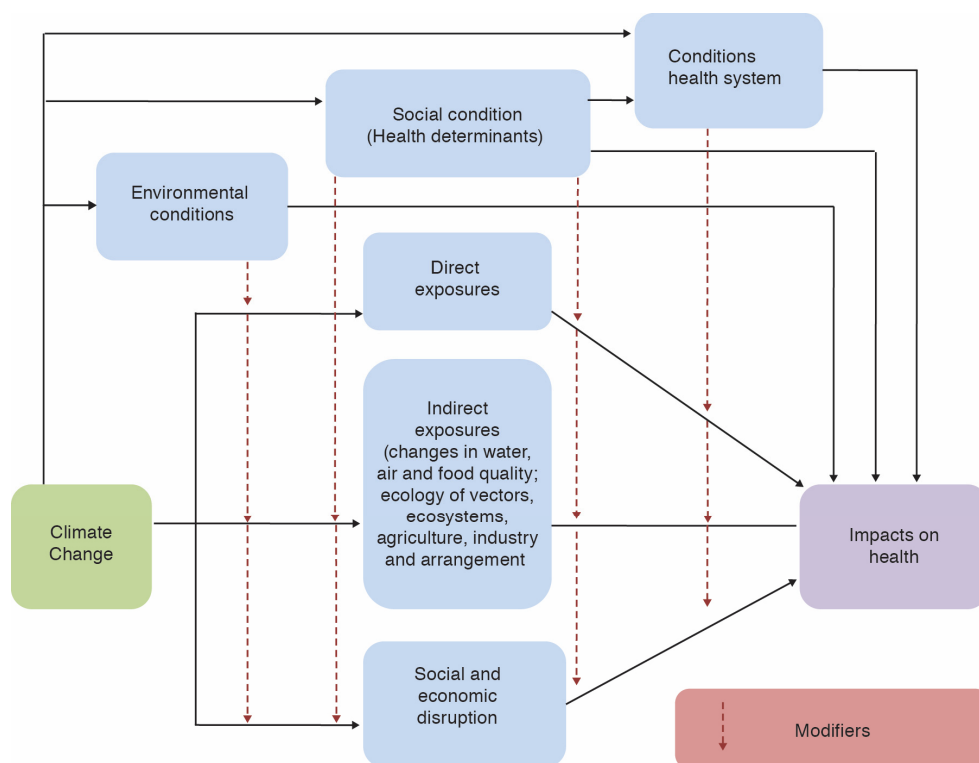 Conditions
health system
Social condition
(Health determinants)
Environmental
conditions
Direct
exposures
Indirect
exposures
(changes in water,
air and food quality;
ecology of vectors,
ecosystems,
agriculture, industry
and arrangement
Climate
Change
Impacts on
health
Social and
economic
disruption
Modifiers